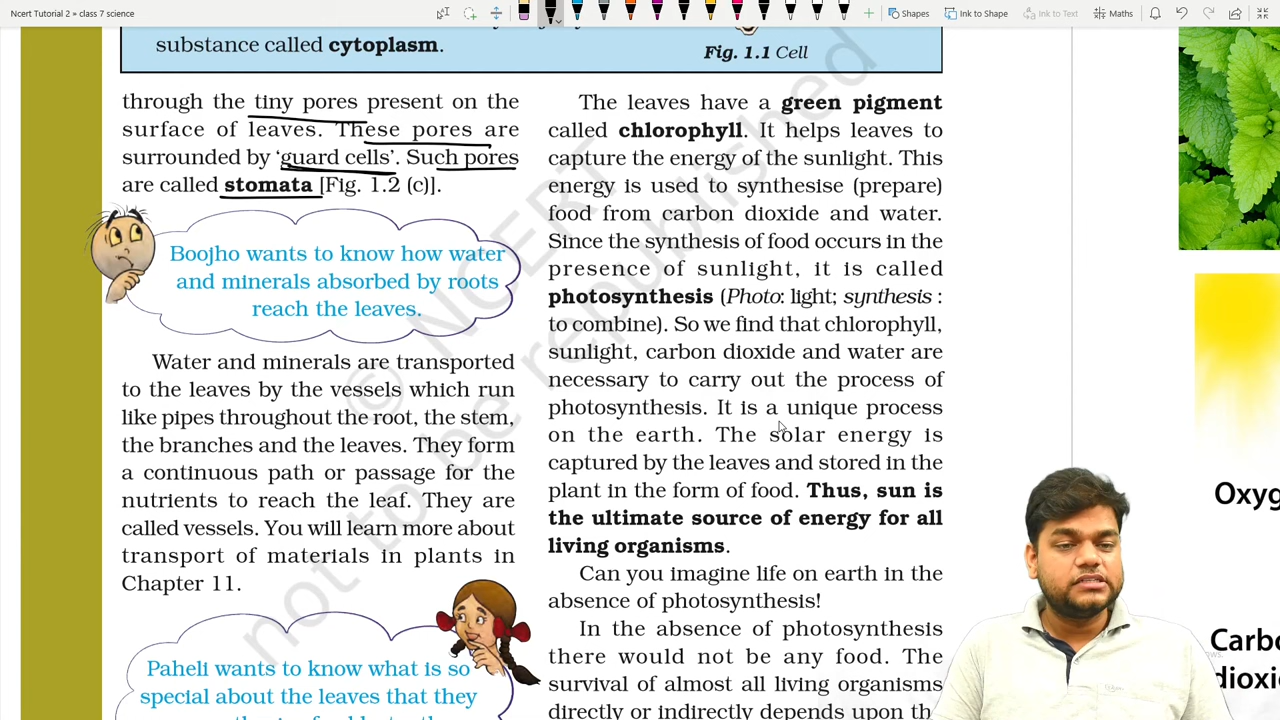 Ncert Tutorial 2 » class 7 science
Shapes
Ink to Shape
Ink to Text
Maths
substance called cytoplasm.
Fig. 1.1 Cell
through the tiny pores present on the
surface of leaves. These pores are
surrounded by ‘guard cells’. Such pores
are called stomata [Fig. 1.2 (c)].
Boojho wants to know how water
and minerals absorbed by roots
reach the leaves.
Water and minerals are transported
to the leaves by the vessels which run
like pipes throughout the root, the stem,
the branches and the leaves. They form
a continuous path or passage for the
nutrients to reach the leaf. They are
called vessels. You will learn more about
transport of materials in plants in
Chapter 11.
Paheli wants to know what is so
special about the leaves that they
The leaves have a green pigment
called chlorophyll. It helps leaves to
capture the energy of the sunlight. This
energy is used to synthesise (prepare)
food from carbon dioxide and water.
Since the synthesis of food occurs in the
presence of sunlight, it is called
photosynthesis (Photo: light; synthesis :
to combine). So we find that chlorophyll,
sunlight, carbon dioxide and water are
necessary to carry out the process of
photosynthesis. It is a unique process
on the earth. The solar energy is
captured by the leaves and stored in the
plant in the form of food. Thus, sun is
the ultimate source of energy for all
living organisms.
Can you imagine life on earth in the
absence of photosynthesis!
In the absence of photosynthesis
there would not be any food. The
survival of almost all living organisms
directly or indirectly depends upon th
© NCERT
not to be republished
Oxyg
Carbo
dioxi